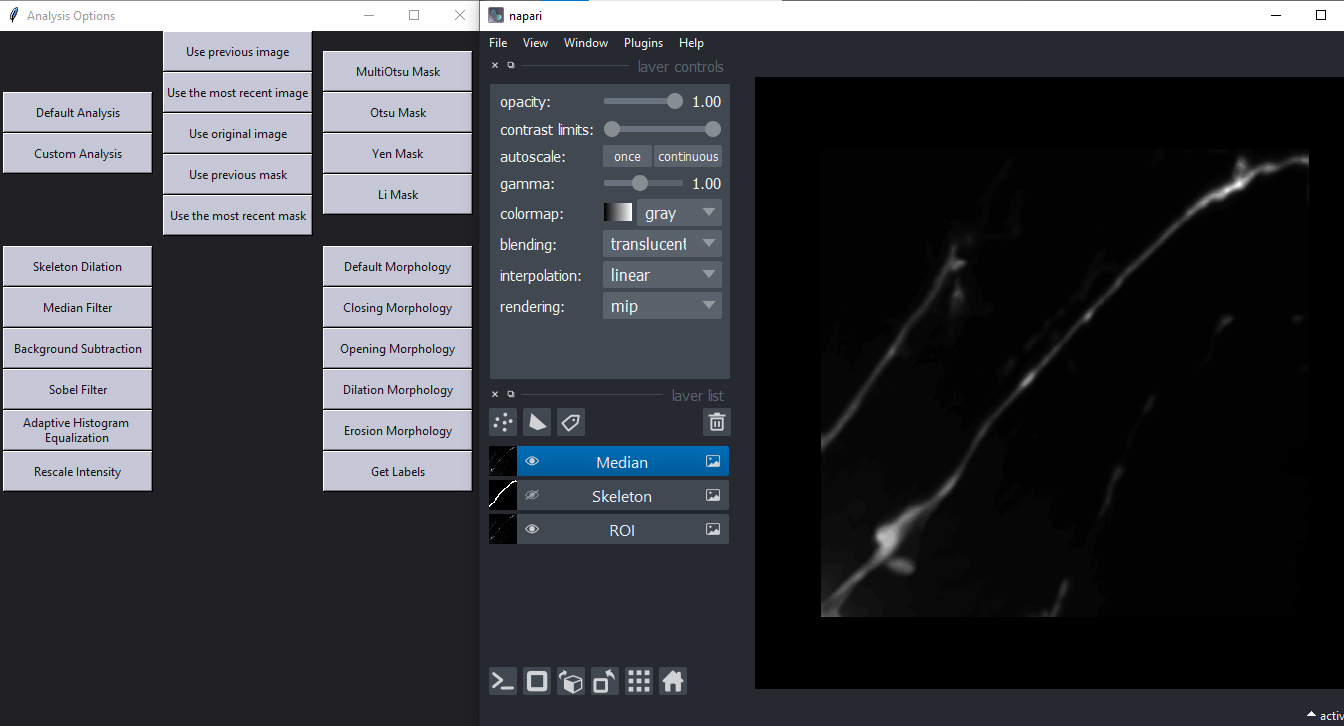 Analysis Options
Use previous image
Use the most recent image
Use original image
Use previous mask
Use the most recent mask
MultiOtsu Mask
Otsu Mask
Yen Mask
Li Mask
Default Analysis
Custom Analysis
Skeleton Dilation
Median Filter
Background Subtraction
Sobel Filter
Adaptive Histogram
Equalization
Rescale Intensity
Default Morphology
Closing Morphology
Opening Morphology
Dilation Morphology
Erosion Morphology
Get Labels
napari
File View Window Plugins Help
layer controls
opacity: 1.00
contrast limits:
autoscale: once continuous
gamma: 1.00
colormap: gray
blending: translucent
interpolation: linear
rendering: mip
layer list
Median
Skeleton
ROI
activ